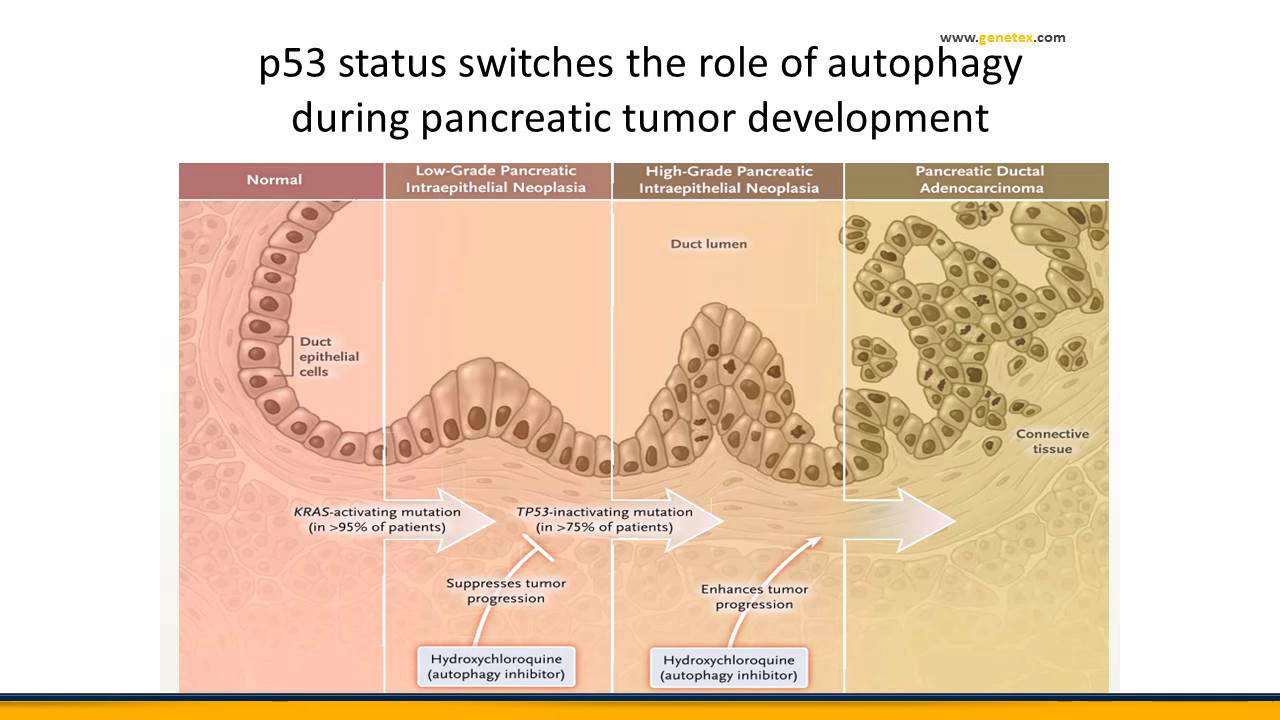 www.genetex.com
p53 status switches the role of autophagy
during pancreatic tumor development
Normal
Low-Grade Pancreatic
Intraepithelial Neoplasia
High-Grade Pancreatic
Intraepithelial Neoplasia
Pancreatic Ductal
Adenocarcinoma
Duct lumen
Duct
epithelial
cells
Connective
tissue
KRAS-activating mutation
(in >95% of patients)
TP53-inactivating mutation
(in >75% of patients)
Suppresses tumor
progression
Enhances tumor
progression
Hydroxychloroquine
(autophagy inhibitor)
Hydroxychloroquine
(autophagy inhibitor)